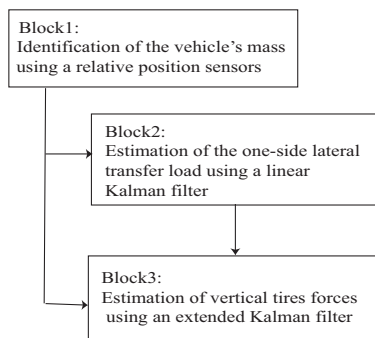 Block1:
Identification of the vehicle's mass
using a relative position sensors
Block2:
Estimation of the one-side lateral
transfer load using a linear
Kalman filter
Block3:
Estimation of vertical tires forces
using an extended Kalman filter